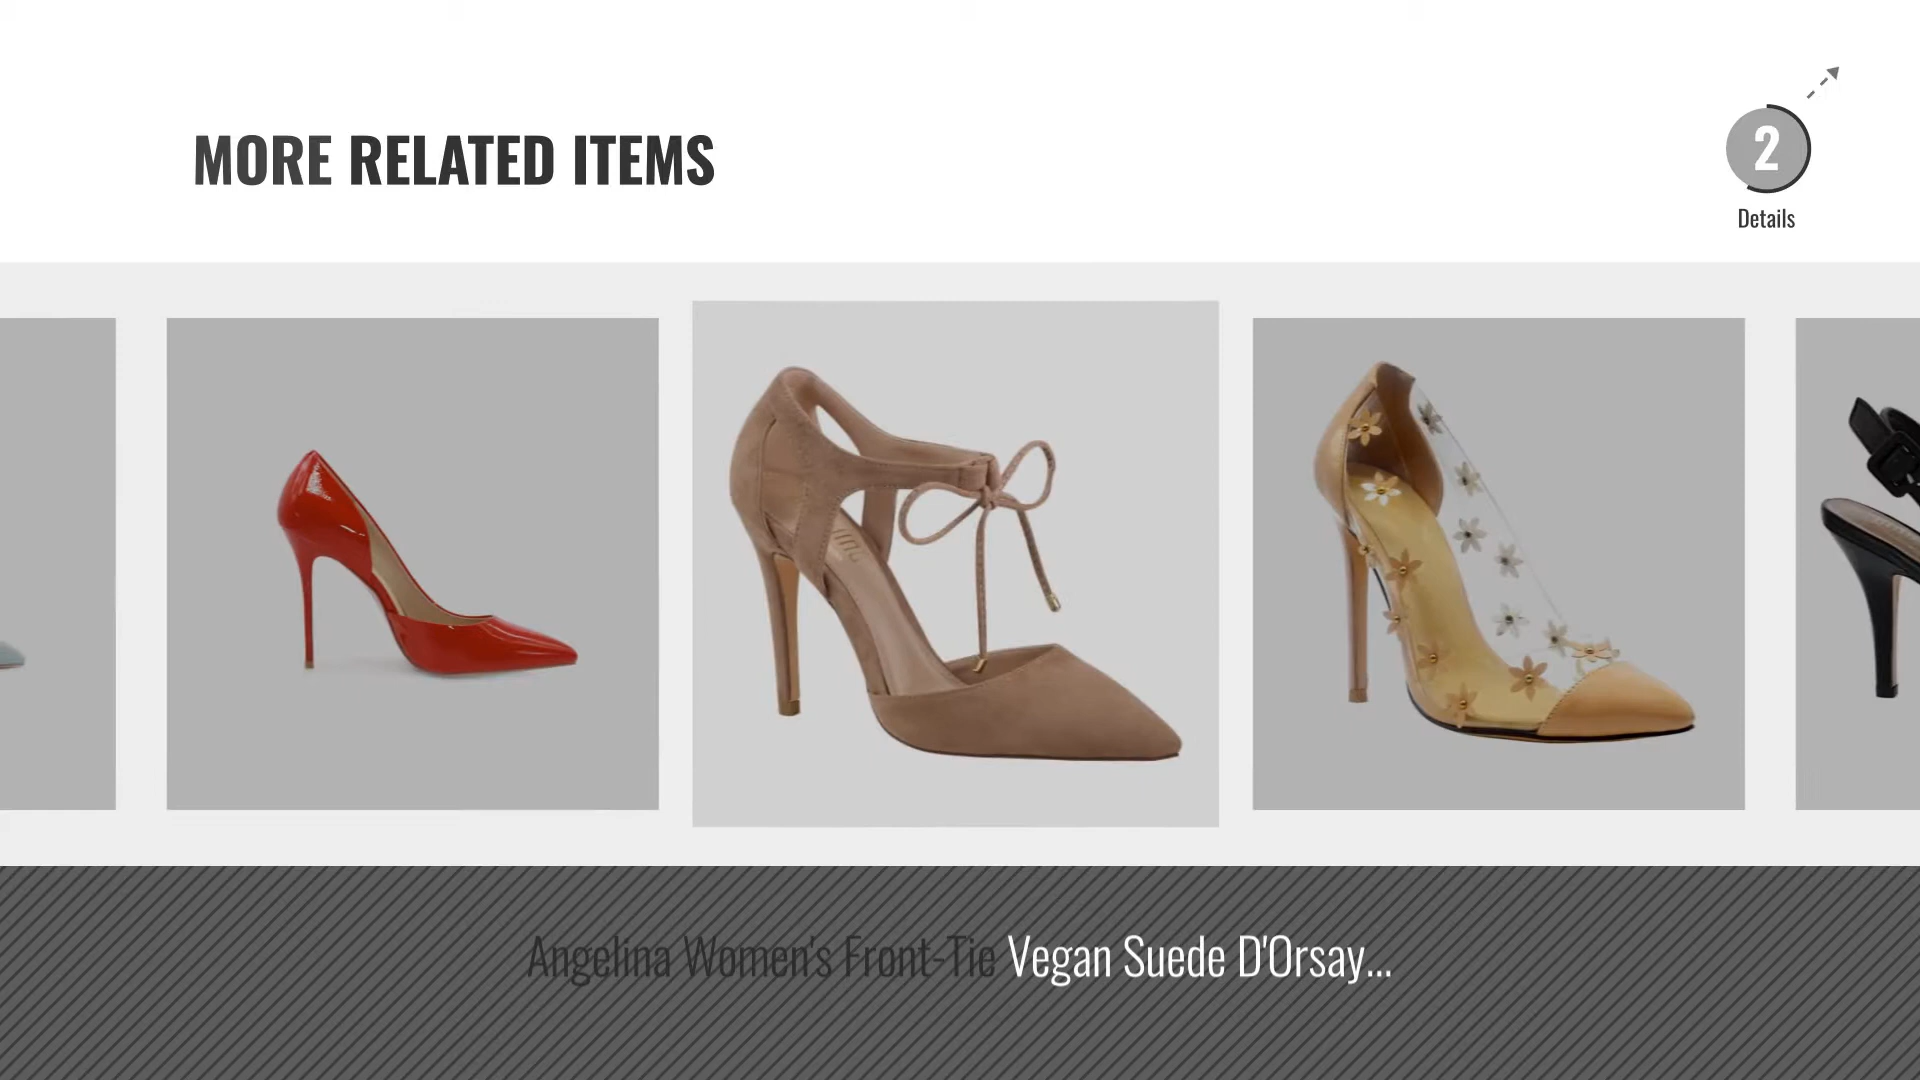 MORE RELATED ITEMS
2
Details
Angelina Women's Front-Tie Vegan Suede D'Orsay...